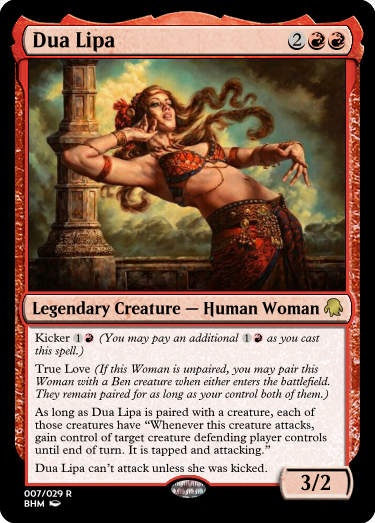 Dua Lipa 2
Legendary Creature — Human Woman
Kicker 1 (You may pay an additional 1 as you cast
this spell.)
True Love (If this Woman is unpaired, you may pair this
Woman with a Ben creature when either enters the battlefield.
They remain paired for as long as your control both of them.)
As long as Dua Lipa is paired with a creature, each of
those creatures have “Whenever this creature attacks,
gain control of target creature defending player controls
until end of turn. It is tapped and attacking.”
Dua Lipa can’t attack unless she was kicked.
3/2
007/029 R
BHM